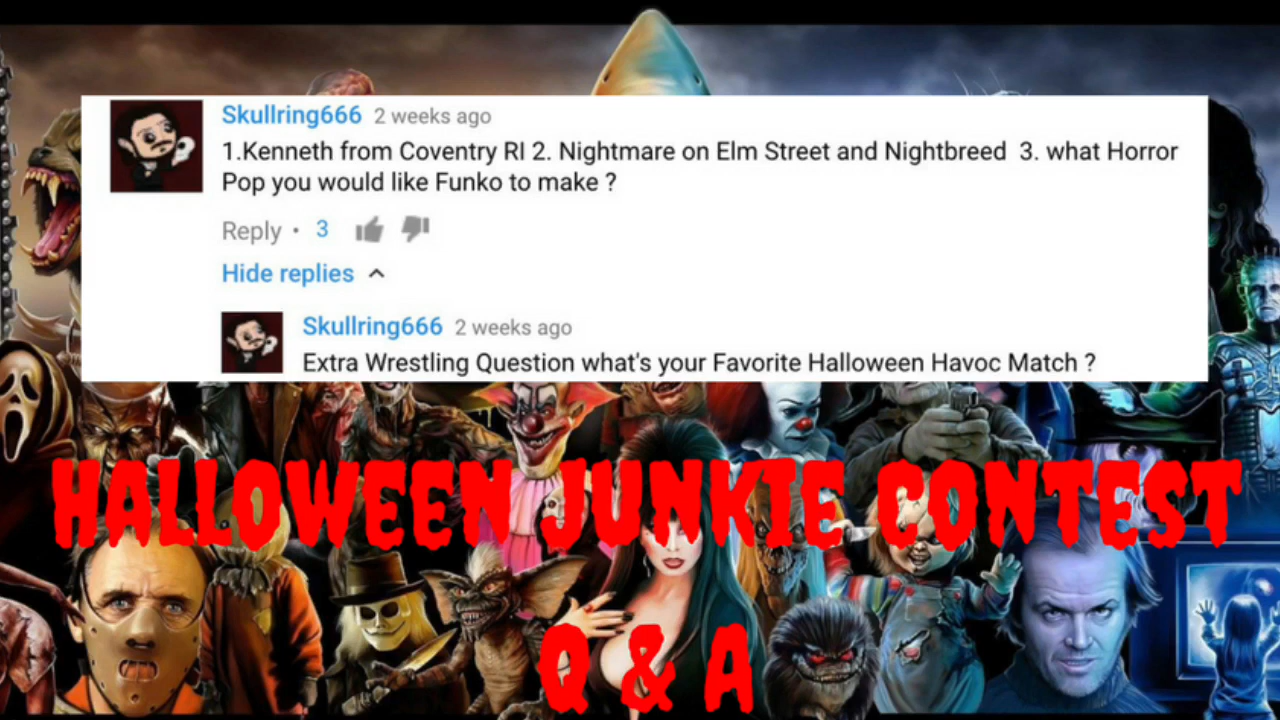 Skullring666 2 weeks ago
1.Kenneth from Coventry RI 2. Nightmare on Elm Street and Nightbreed 3. what Horror
Pop you would like Funko to make ?
Reply • 3
Hide replies
Skullring666 2 weeks ago
Extra Wrestling Question what's your Favorite Halloween Havoc Match ?
HALLOWEEN JUNKIE CONTEST
Q & A